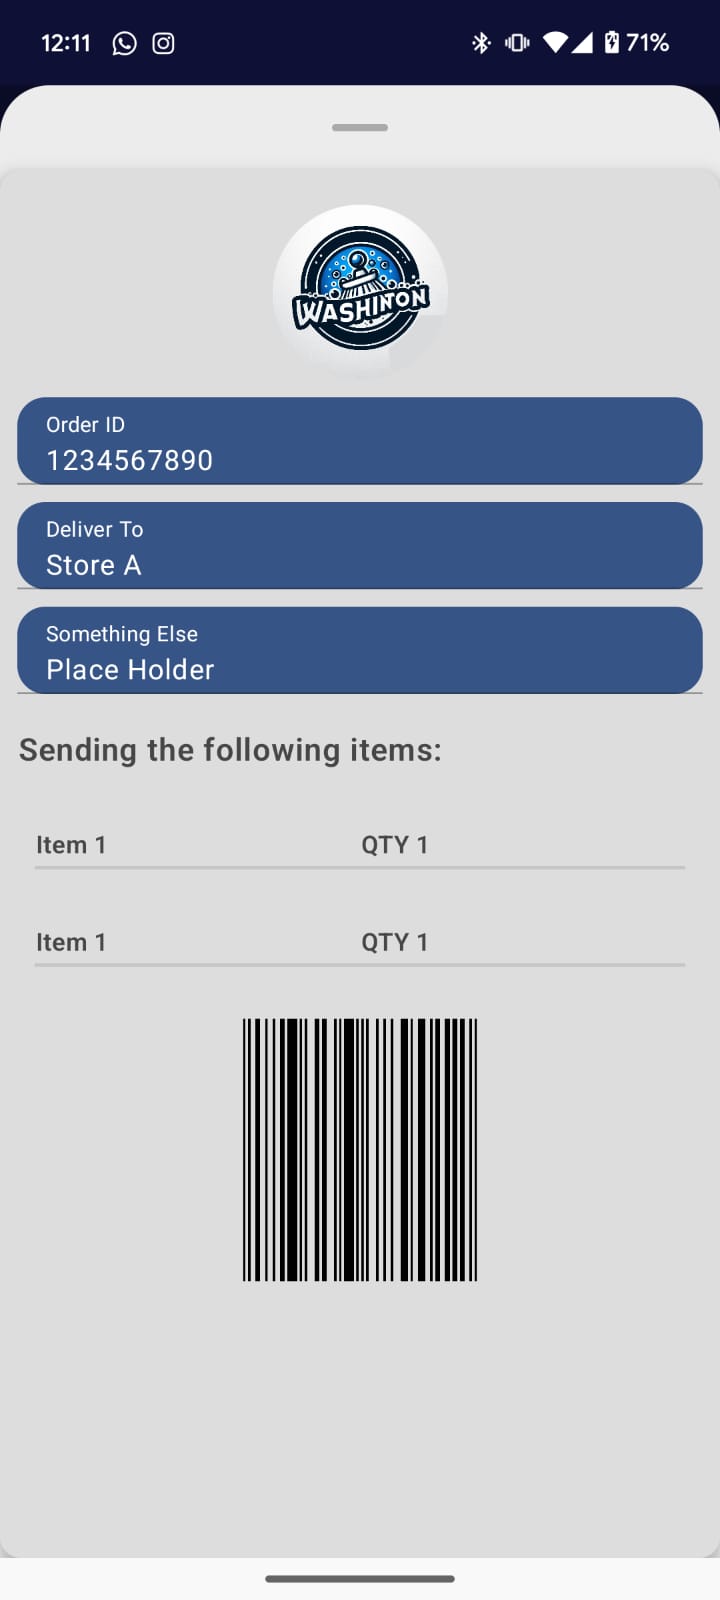 12:11
71%
WASHINTON
Order ID
1234567890
Deliver To
Store A
Something Else
Place Holder
Sending the following items:
Item 1 QTY 1
Item 1 QTY 1